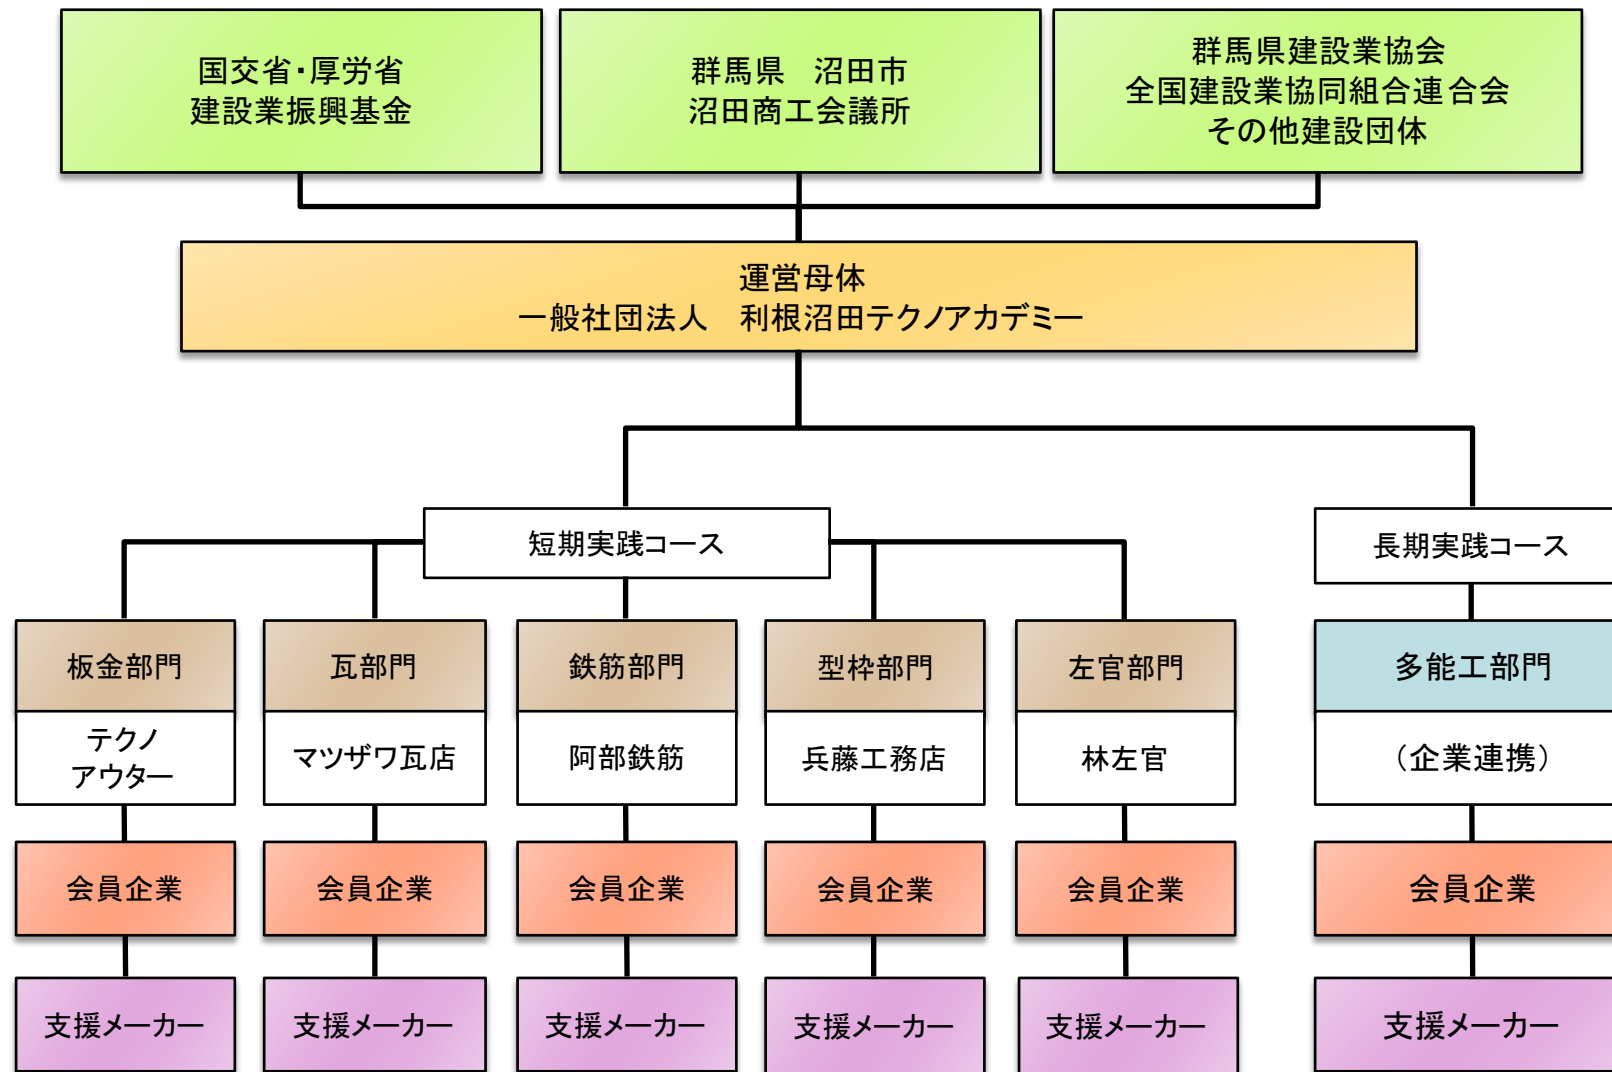 国交省・厚労省
建設業振興基金
群馬県　沼田市
沼田商工会議所
群馬県建設業協会
全国建設業協同組合連合会
その他建設団体
運営母体
一般社団法人　利根沼田テクノアカデミー
短期実践コース
長期実践コース
板金部門
瓦部門
鉄筋部門
型枠部門
左官部門
多能工部門
テクノ
アウター
マツザワ瓦店
阿部鉄筋
兵藤工務店
林左官
（企業連携）
会員企業
会員企業
会員企業
会員企業
会員企業
会員企業
支援メーカー
支援メーカー
支援メーカー
支援メーカー
支援メーカー
支援メーカー